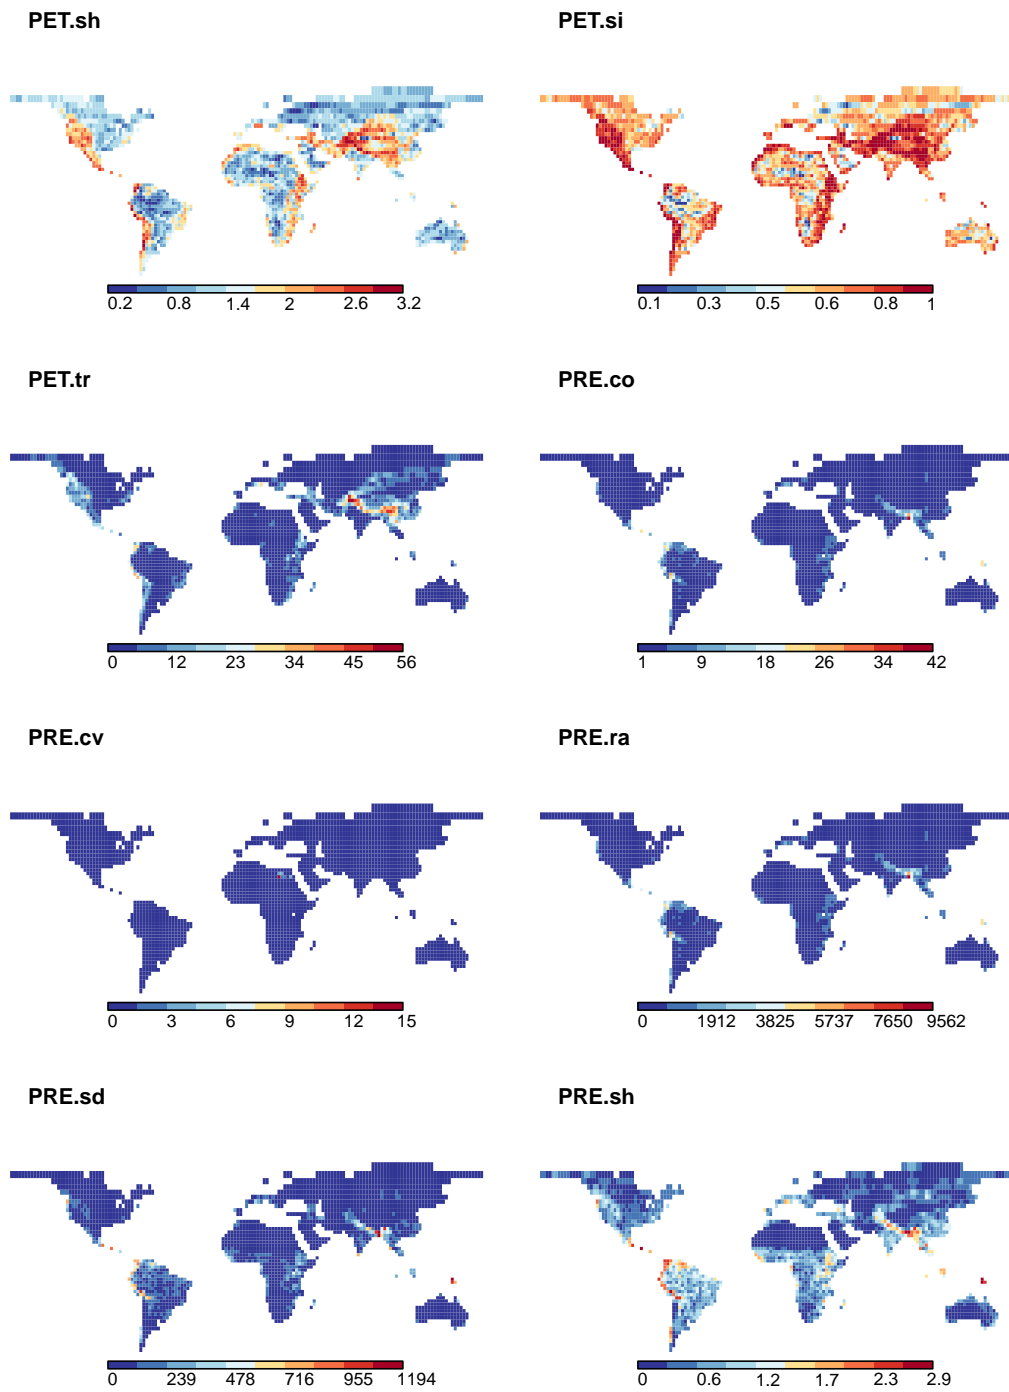 PET.sh PET.si
0.2 0.8 1.4 2 2.6 3.2 0.1 0.3 0.5 0.6 0.8 1
PET.tr PRE.co
0 12 23 34 45 56 1 9 18 26 34 42
PRE.cv PRE.ra
0 3 6 9 12 15 0 1912 3825 5737 7650 9562
PRE.sd PRE.sh
0 239 478 716 955 1194 0 0.6 1.2 1.7 2.3 2.9